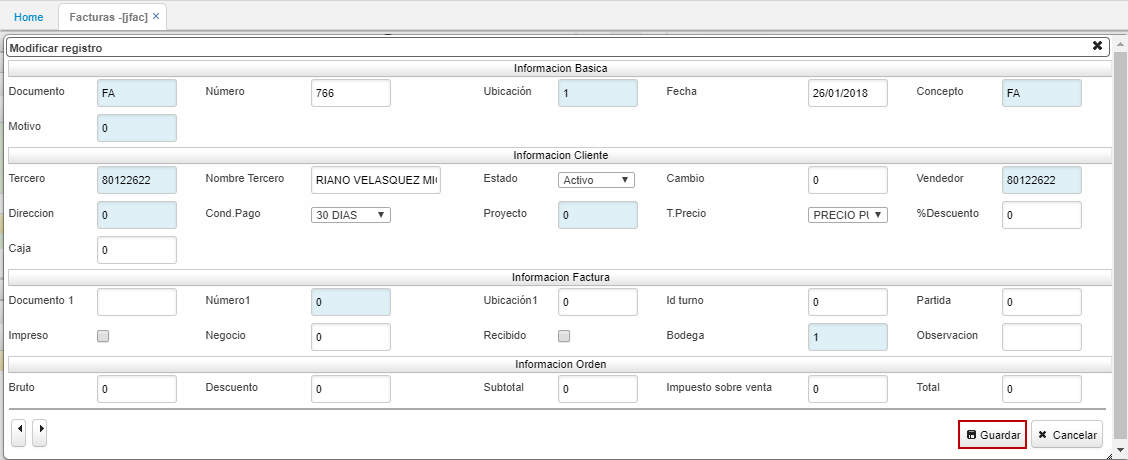 Home Facturas -[jfac] ×
Modificar registro ✖
Informacion Basica
Documento FA Número 766 Ubicación 1 Fecha 26/01/2018 Concepto FA
Motivo 0
Informacion Cliente
Tercero 80122622 Nombre Tercero RIANO VELASQUEZ MI Estado Activo Cambio 0 Vendedor 80122622
Direccion 0 Cond.Pago 30 DIAS Proyecto 0 T.Precio PRECIO %Descuento 0
Caja 0
Informacion Factura
Documento 1 Número1 0 Ubicación1 0 Id turno 0 Partida 0
Impreso Negocio 0 Recibido Bodega 1 Observacion
Informacion Orden
Bruto 0 Descuento 0 Subtotal 0 Impuesto sobre venta 0 Total 0
Guardar ✖ Cancelar